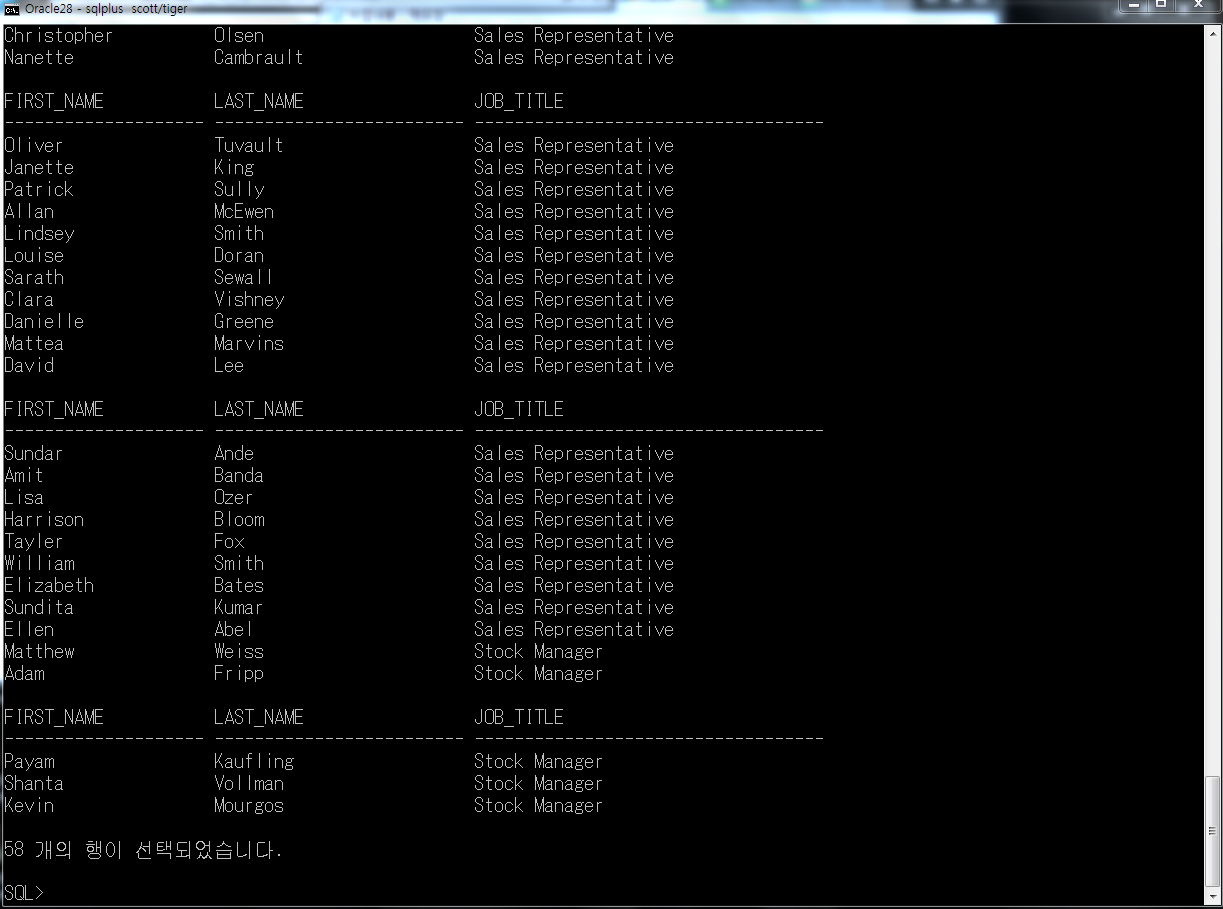 Oracle28 - sqlplus scott/tiger
Christopher Olsen Sales Representative
Nanette Cambrault Sales Representative
FIRST_NAME LAST_NAME JOB_TITLE
-------------------- ------------------------- -----------------------------------
Oliver Tuvault Sales Representative
Janette King Sales Representative
Patrick Sully Sales Representative
Allan McEwen Sales Representative
Lindsey Smith Sales Representative
Louise Doran Sales Representative
Sarath Sewall Sales Representative
Clara Vishney Sales Representative
Danielle Greene Sales Representative
Mattea Marvins Sales Representative
David Lee Sales Representative
FIRST_NAME LAST_NAME JOB_TITLE
-------------------- ------------------------- -----------------------------------
Sundar Ande Sales Representative
Amit Banda Sales Representative
Lisa Ozer Sales Representative
Harrison Bloom Sales Representative
Tayler Fox Sales Representative
William Smith Sales Representative
Elizabeth Bates Sales Representative
Sundita Kumar Sales Representative
Ellen Abel Sales Representative
Matthew Weiss Stock Manager
Adam Fripp Stock Manager
FIRST_NAME LAST_NAME JOB_TITLE
-------------------- ------------------------- -----------------------------------
Payam Kaufling Stock Manager
Shanta Vollman Stock Manager
Kevin Mourgos Stock Manager
58 개의 행이 선택되었습니다.
SQL>